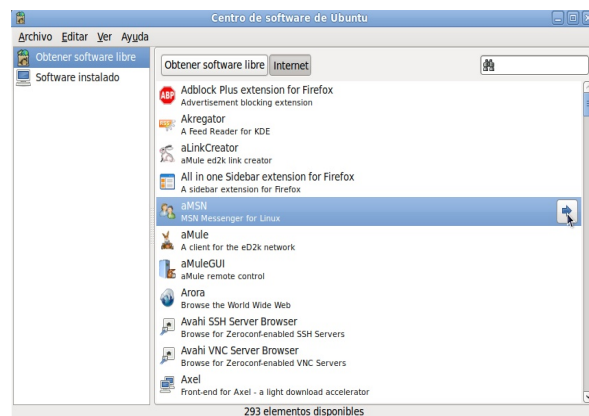 Centro de software de Ubuntu
Archivo Editar Ver Ayuda
Obtener software libre
Software instalado
Obtener software libre Internet
ABP
Adblock Plus extension for Firefox
Advertisement blocking extension
Akregator
A Feed Reader for KDE
aLinkCreator
aMule ed2k link creator
All in one Sidebar extension for Firefox
A sidebar extension for Firefox
aMSN
MSN Messenger for Linux
aMule
A client for the eD2k network
aMuleGUI
aMule remote control
Arora
Browse the World Wide Web
Avahi SSH Server Browser
Browse for Zeroconf-enabled SSH Servers
Avahi VNC Server Browser
Browse for Zeroconf-enabled VNC Servers
Axel
Front-end for Axel - a light download accelerator
293 elementos disponibles